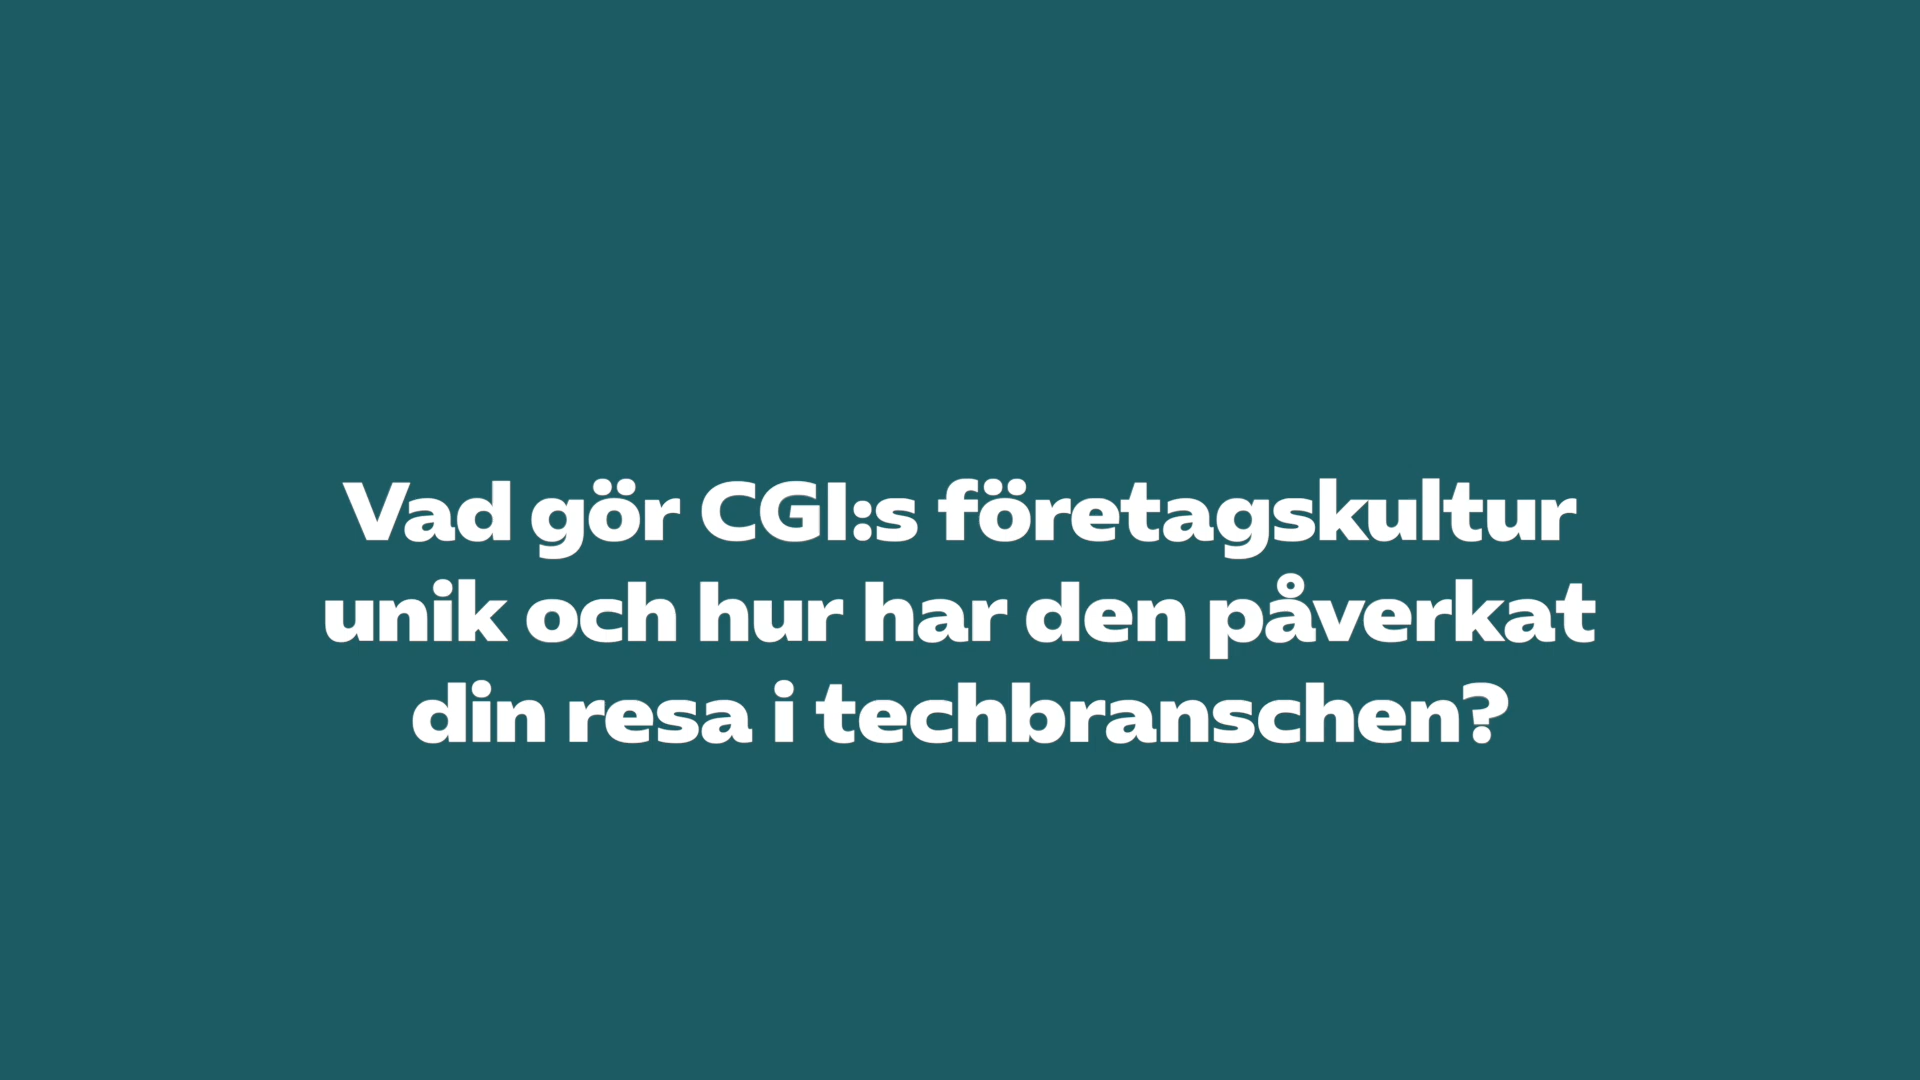 Vad gör CGI:s företagskultur
unik och hur har den påverkat
din resa i techbranschen?